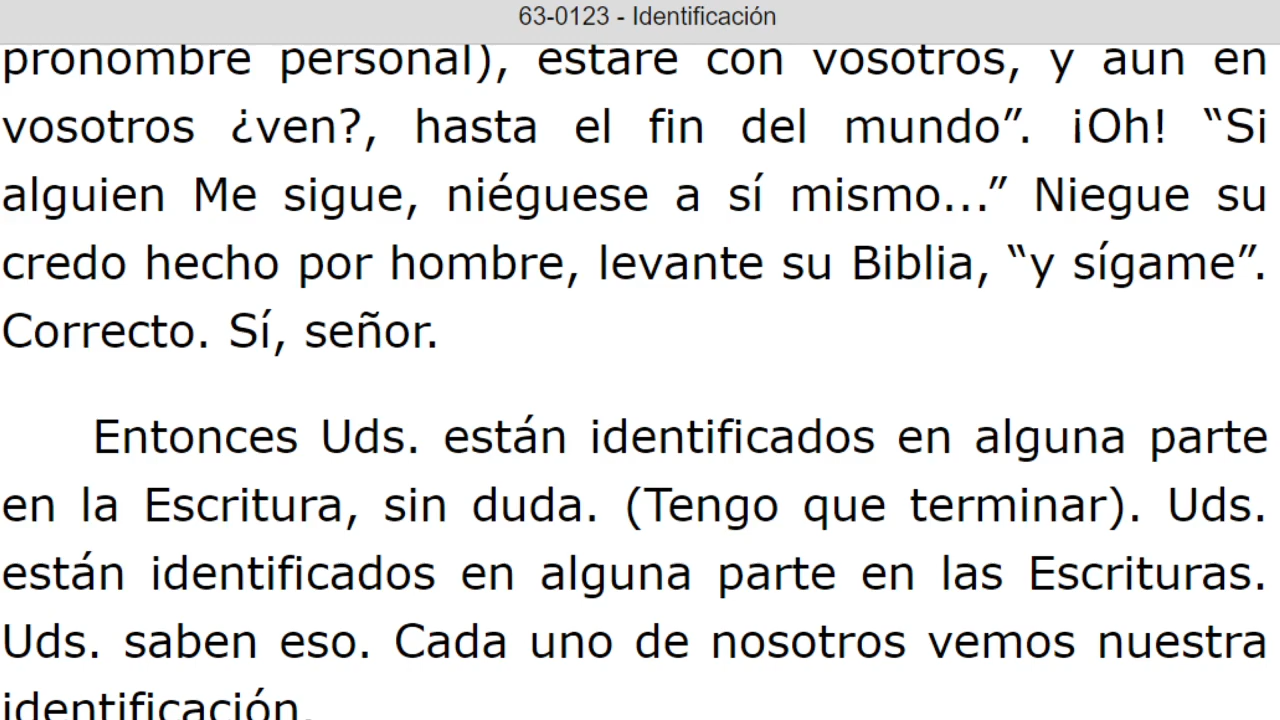 63-0123 - Identificación
pronombre personal), estaré con vosotros, y aun en
vosotros ¿ven?, hasta el fin del mundo”. ¡Oh! “Si
alguien Me sigue, niéguese a sí mismo...” Niegue su
credo hecho por hombre, levante su Biblia, “y sígame”.
Correcto. Sí, señor.
Entonces Uds. están identificados en alguna parte
en la Escritura, sin duda. (Tengo que terminar). Uds.
están identificados en alguna parte en las Escrituras.
Uds. saben eso. Cada uno de nosotros vemos nuestra
identificación.